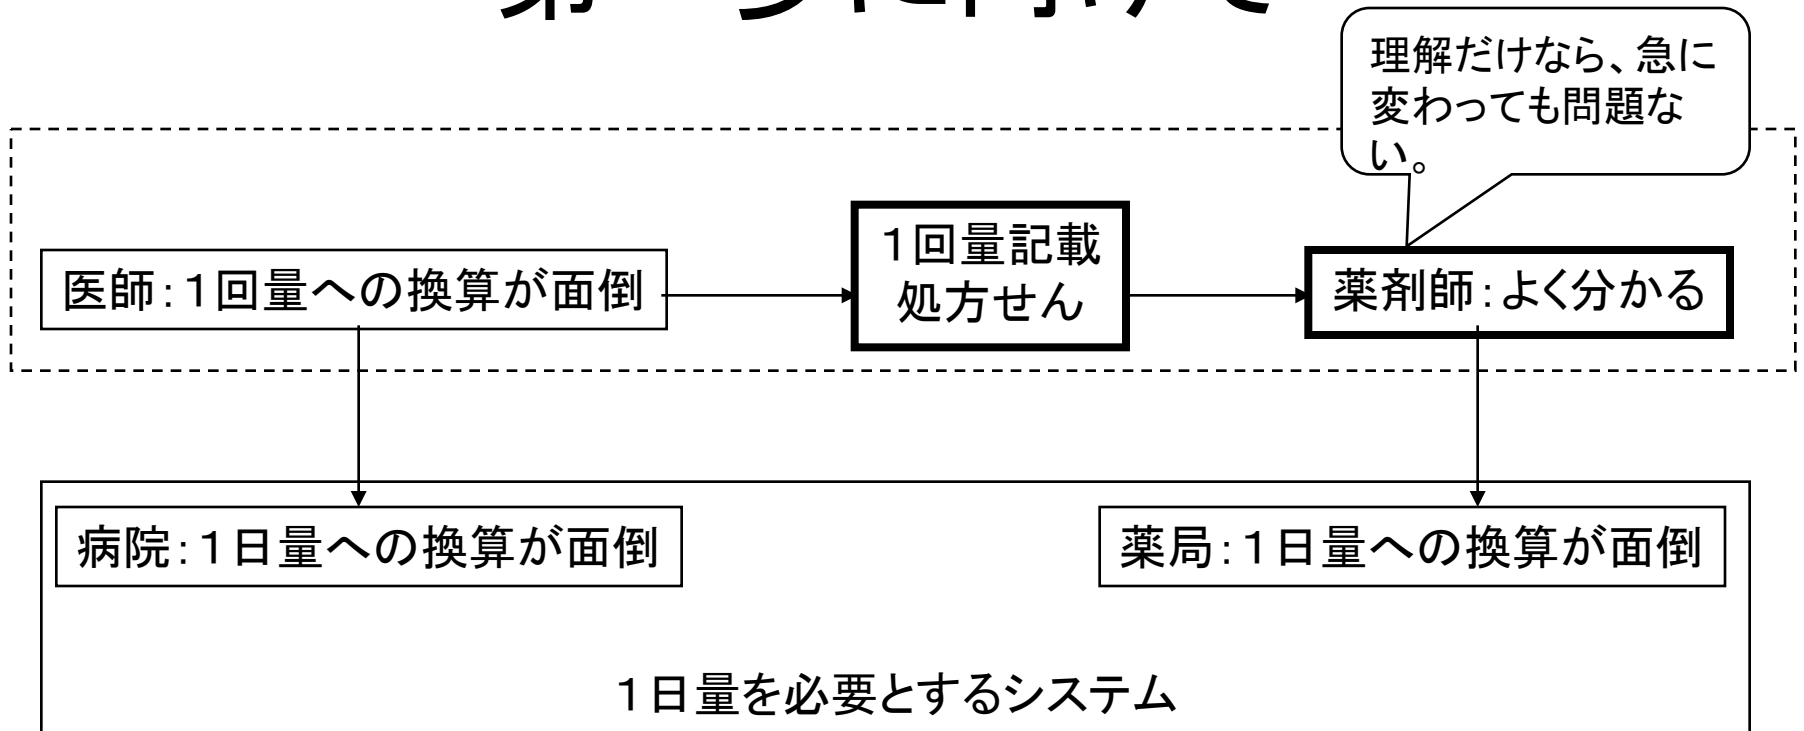 に向けて
理解だけなら、急に
変わっても問題な
い。
1回量記載
処方せん
医師：1回量への換算が面倒
薬剤師：よく分かる
病院：1日量への換算が面倒
薬局：1日量への換算が面倒
1日量を必要とするシステム